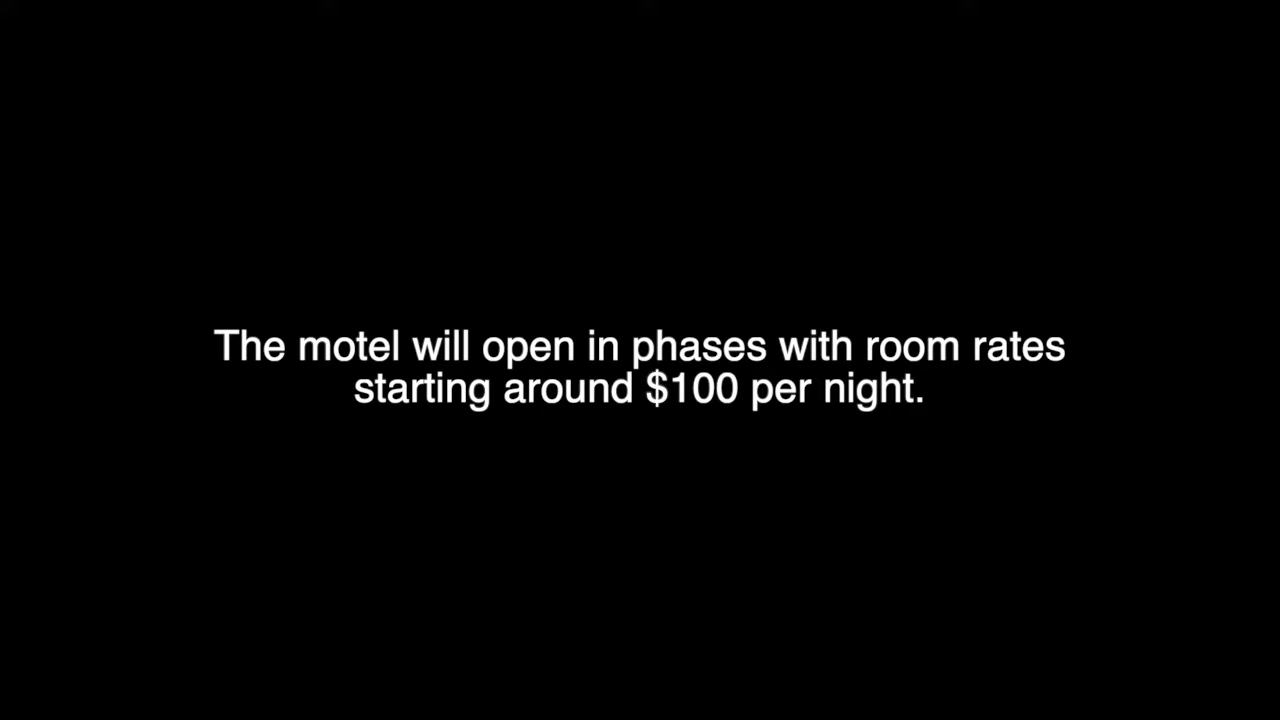 The motel will open in phases with room rates
starting around $100 per night.